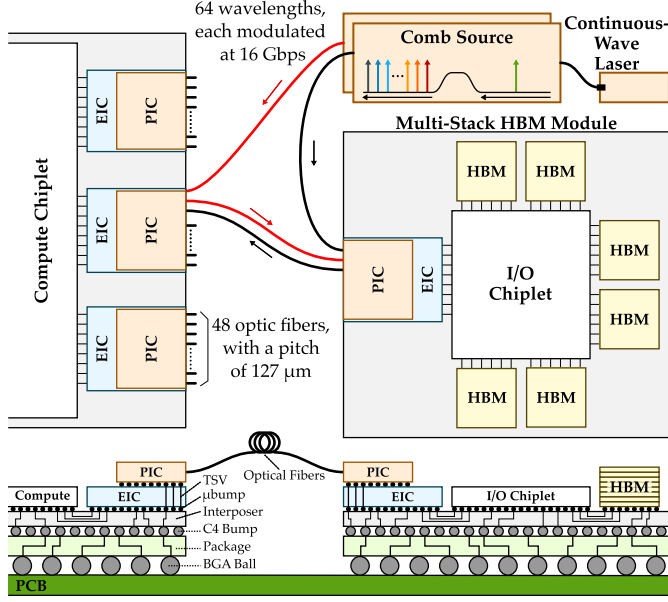 64 wavelengths,
each modulated
at 16 Gbps
Comb Source
Continuous-
Wave
Laser
Multi-Stack HBM Module
Compute Chiplet
EIC
PIC
EIC
PIC
EIC
PIC
48 optic fibers,
with a pitch
of 127 µm
PIC
EIC
HBM
HBM
I/O
Chiplet
HBM
HBM
HBM
HBM
PIC
Optical Fibers
PIC
TSV
µbump
Interposer
C4 Bump
Package
BGA Ball
Compute
EIC
EIC
I/O Chiplet
HBM
PCB